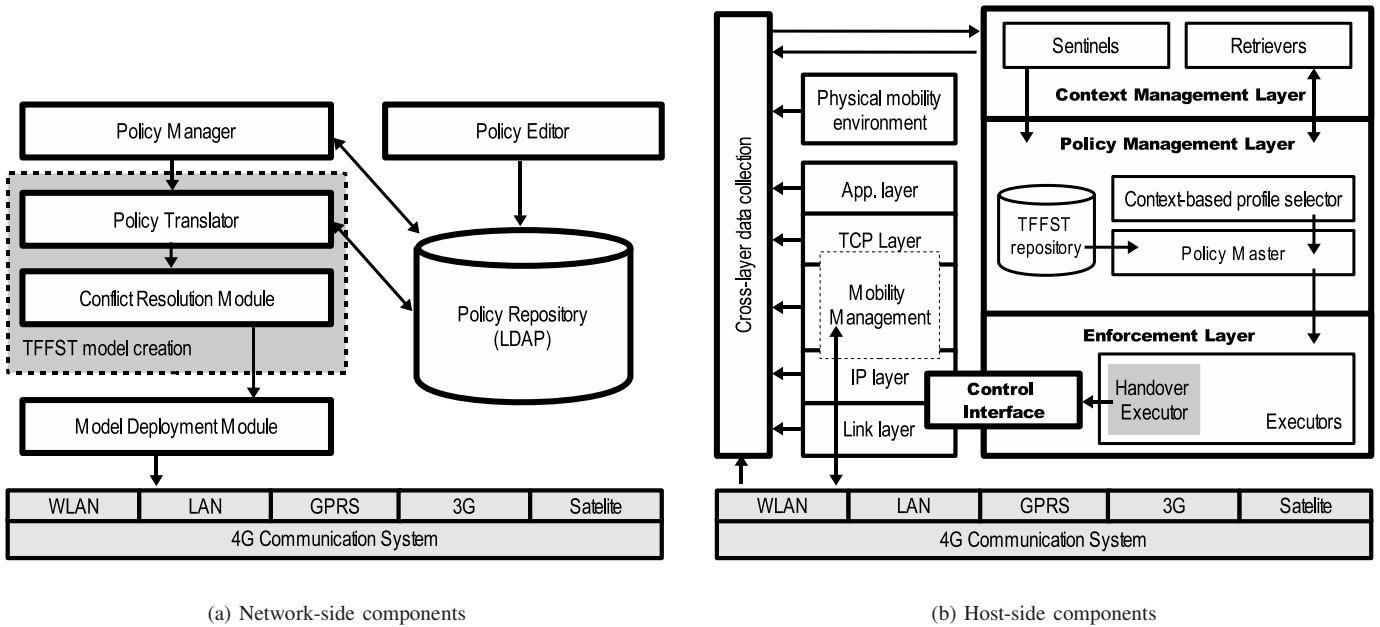 Policy Manager
Policy Editor
Policy Translator
Conflict Resolution Module
TFFST model creation
Policy Repository
(LDAP)
Model Deployment Module
WLAN
LAN
GPRS
3G
Satelite
4G Communication System
(a) Network-side components
Cross-layer data collection
Physical mobility
environment
App. layer
TCP Layer
Mobility
Management
IP layer
Link layer
Sentinels
Retrievers
Context Management Layer
Policy Management Layer
TFFST
repository
Context-based profile selector
Policy Master
Enforcement Layer
Control
Interface
Handover
Executor
Executors
WLAN
LAN
GPRS
3G
Satelite
4G Communication System
(b) Host-side components